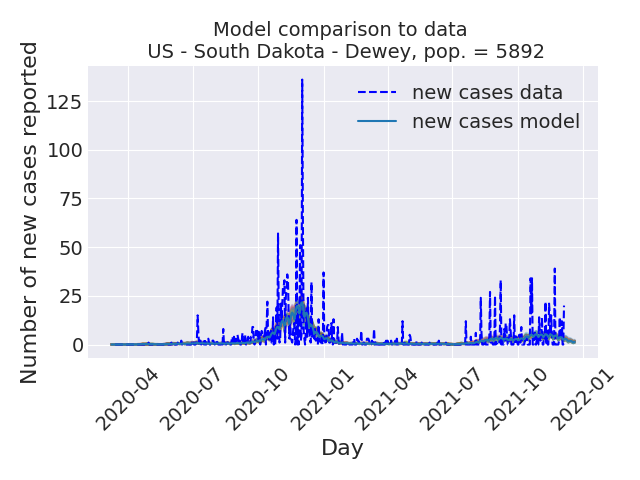 Model comparison to data
US - South Dakota - Dewey, pop. = 5892
Number of new cases reported
125
100
75
50
25
0
new cases data
new cases model
2020-04
2020-07
2020-10
2021-01
2021-04
2021-07
2021-10
2022-01
Day